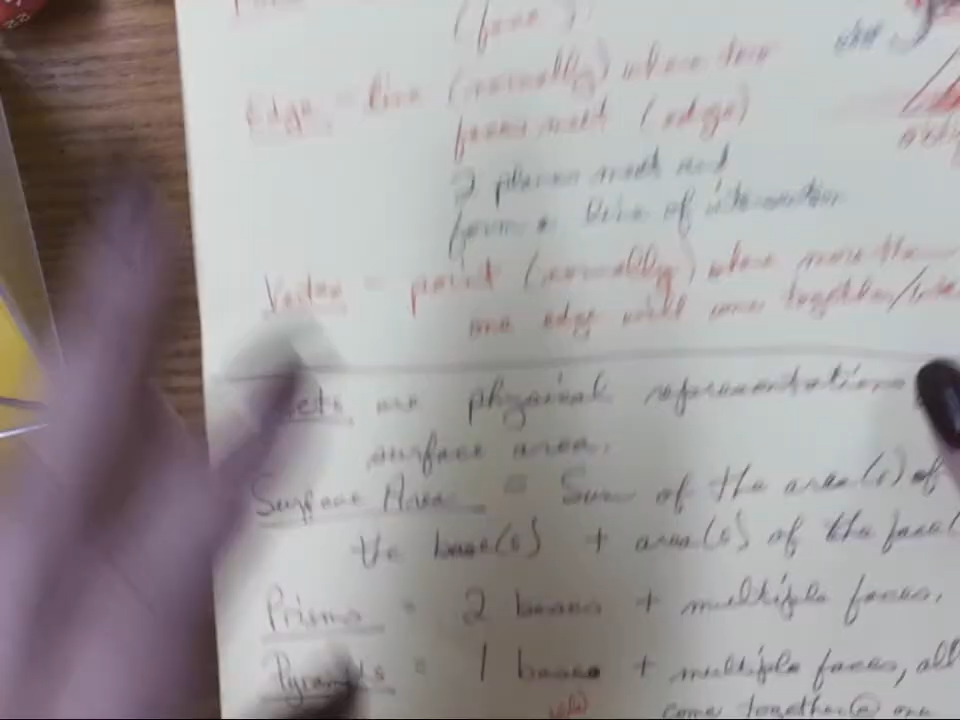 (face)
Edge = line (normally) where two
faces meet (edge)
2 planes meet and
form a line of intersection
Vertex = point (normally) where more than
one edge will come together/
Nets are physical representations
surface area.
Surface Area = Sum of the area(s) of
the base(s) + area(s) of the face(
Prisms = 2 bases + multiple faces.
Pyramids = 1 bases + multiple faces, all
come together @ one